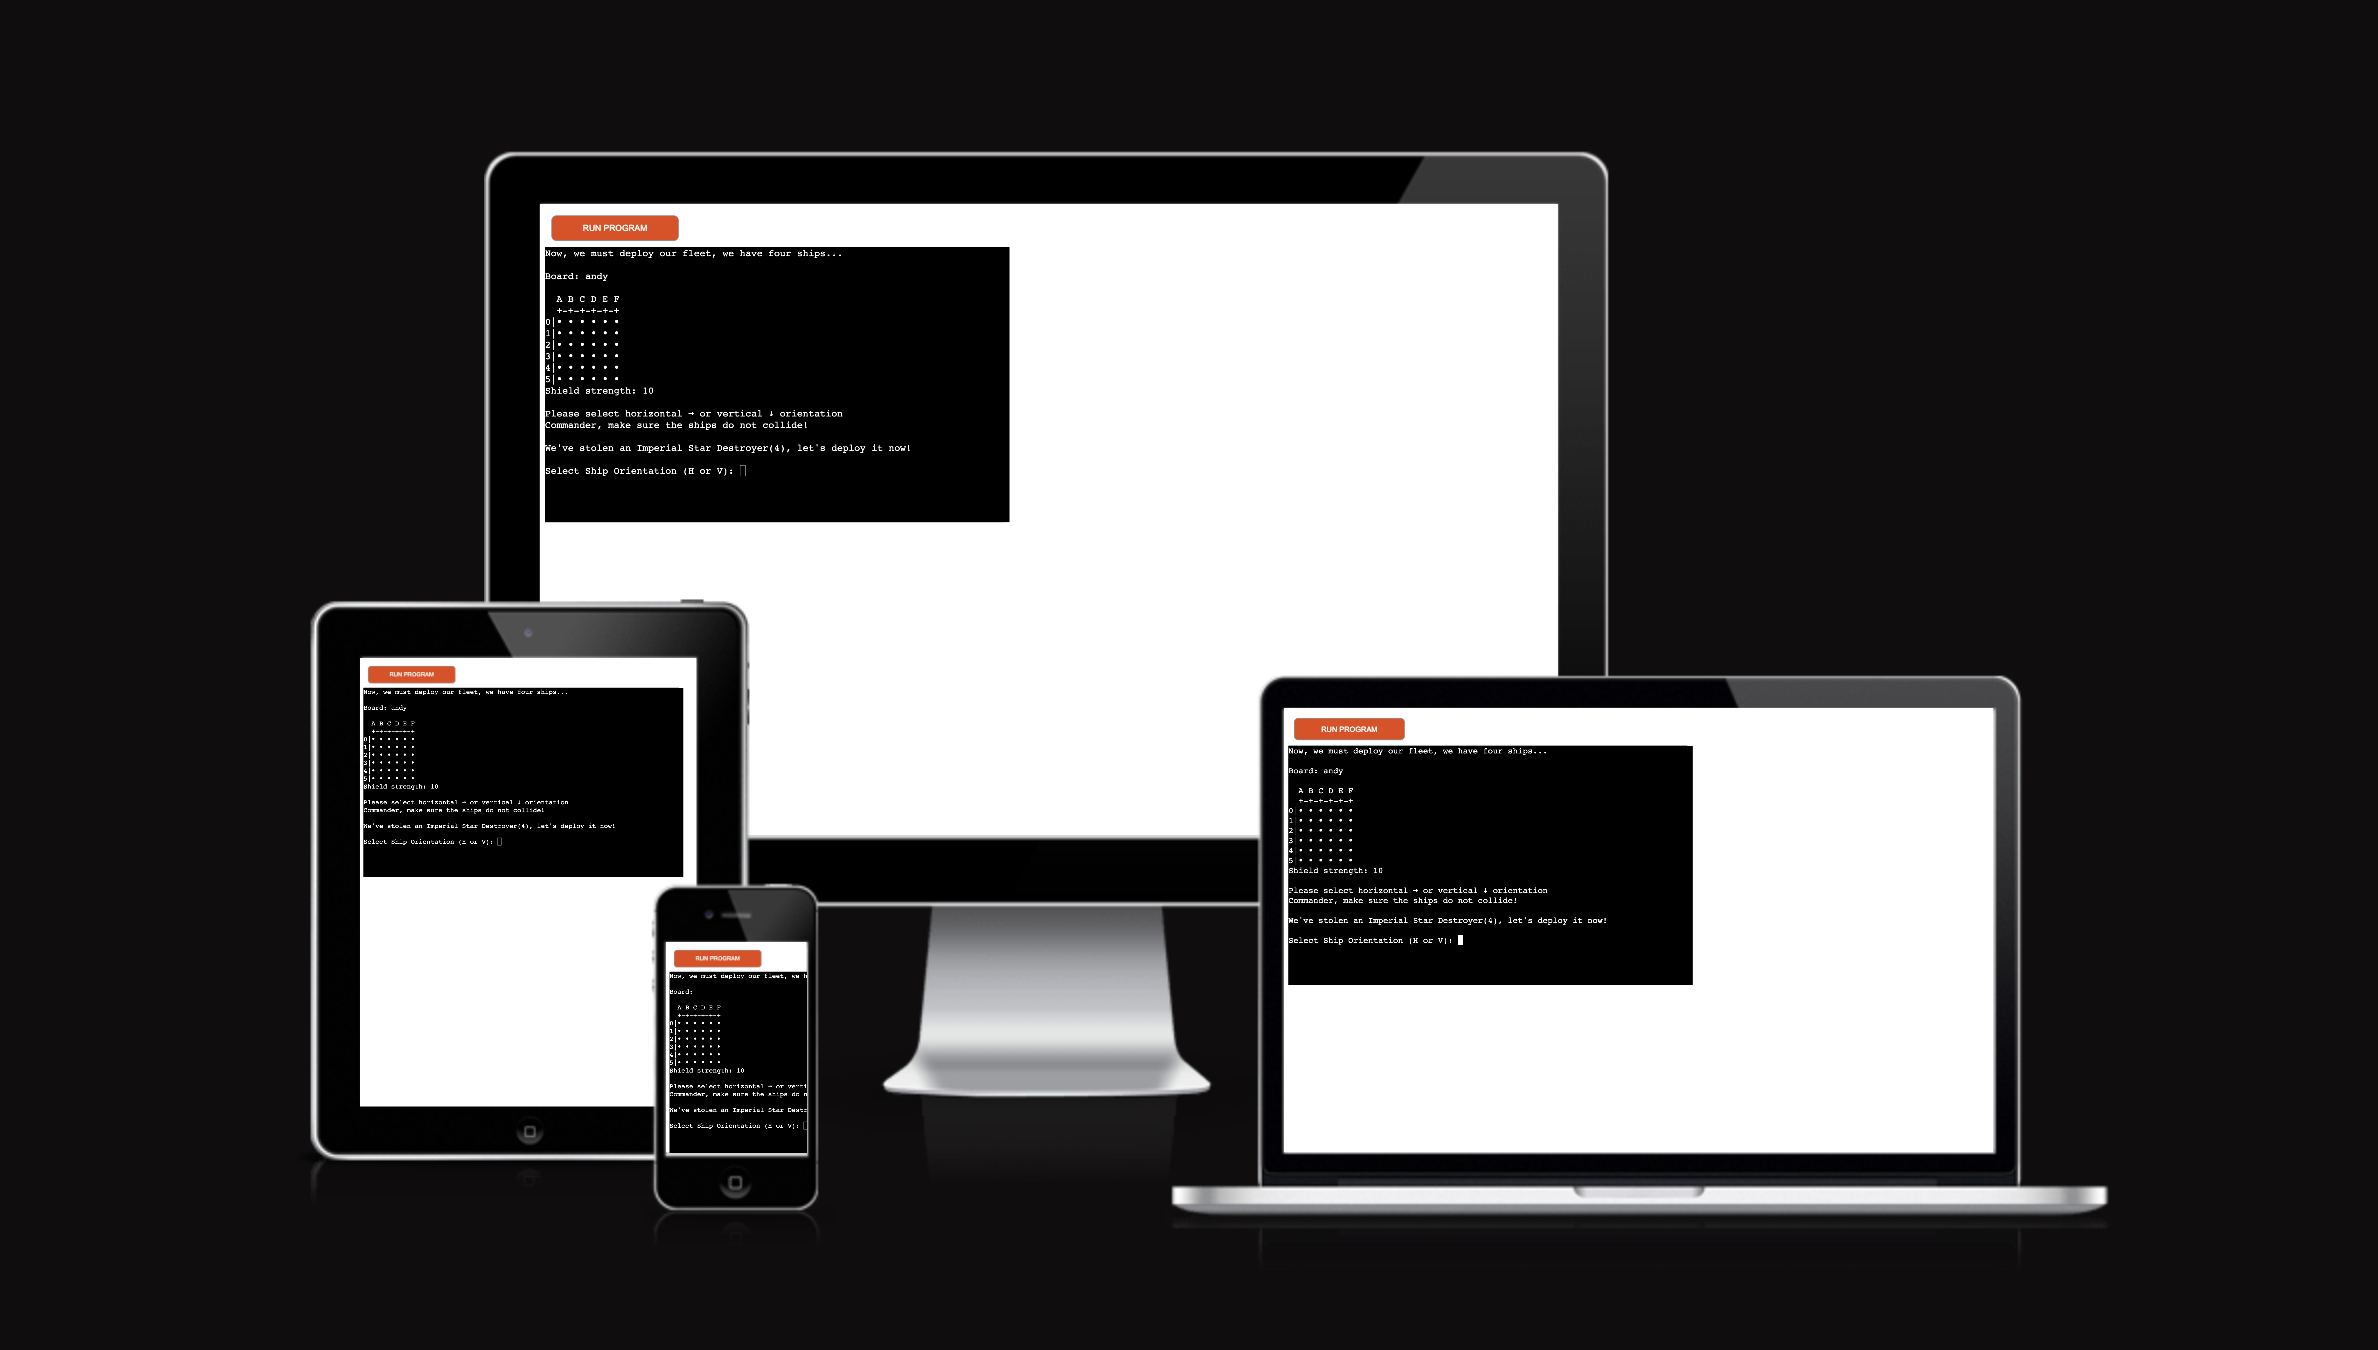 RUN PROGRAM
Now, we must deploy our fleet, we have four ships...
Board: andy
A B C D E F
+-+-+-+-+-+
0|• • • • • •
1|• • • • • •
2|• • • • • •
3|• • • • • •
4|• • • • • •
5|• • • • • •
Shield strength: 10
Please select horizontal → or vertical ↓ orientation
Commander, make sure the ships do not collide!
We've stolen an Imperial Star Destroyer(4), let's deploy it now!
Select Ship Orientation (H or V):
RUN PROGRAM
Now, we must deploy our fleet, we have four ships...
Board: andy
A B C D E F
+-+-+-+-+-+
0|• • • • • •
1|• • • • • •
2|• • • • • •
3|• • • • • •
4|• • • • • •
5|• • • • • •
Shield strength: 10
Please select horizontal → or vertical ↓ orientation
Commander, make sure the ships do not collide!
We've stolen an Imperial Star Destroyer(4), let's deploy it now!
Select Ship Orientation (H or V):
RUN PROGRAM
Now, we must deploy our fleet, we h
Board:
A B C D E F
+-+-+-+-+-+
0|• • • • • •
1|• • • • • •
2|• • • • • •
3|• • • • • •
4|• • • • • •
5|• • • • • •
Shield strength: 10
Please select horizontal → or verti
Commander, make sure the ships do n
We've stolen an Imperial Star Destr
Select Ship Orientation (H or V):
RUN PROGRAM
Now, we must deploy our fleet, we have four ships...
Board: andy
A B C D E F
+-+-+-+-+-+
0|• • • • • •
1|• • • • • •
2|• • • • • •
3|• • • • • •
4|• • • • • •
5|• • • • • •
Shield strength: 10
Please select horizontal → or vertical ↓ orientation
Commander, make sure the ships do not collide!
We've stolen an Imperial Star Destroyer(4), let's deploy it now!
Select Ship Orientation (H or V):